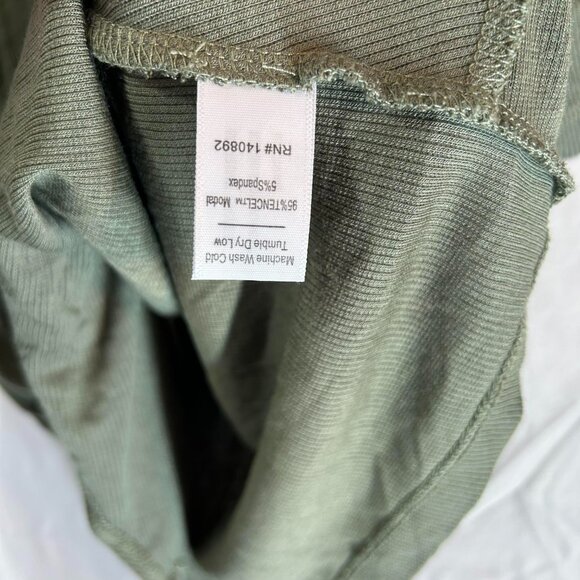 Machine Wash Cold
Tumble Dry Low
95%TENCEL™ Modal
5%Spandex
RN# 140892